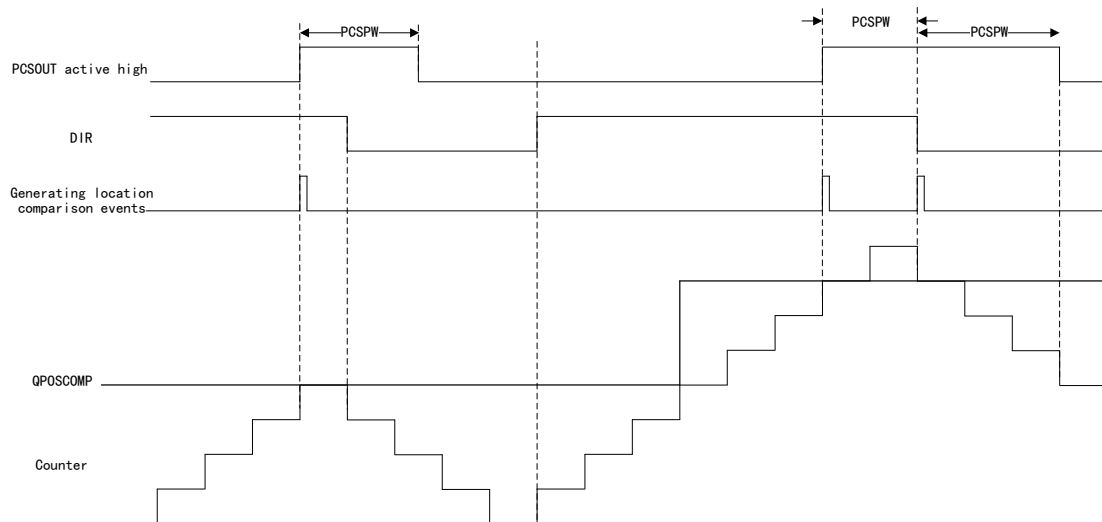 PCSPW
PCSPW
PCSPW
PCSOUT active high
DIR
Generating location
comparison events
QPOSCOMP
Counter